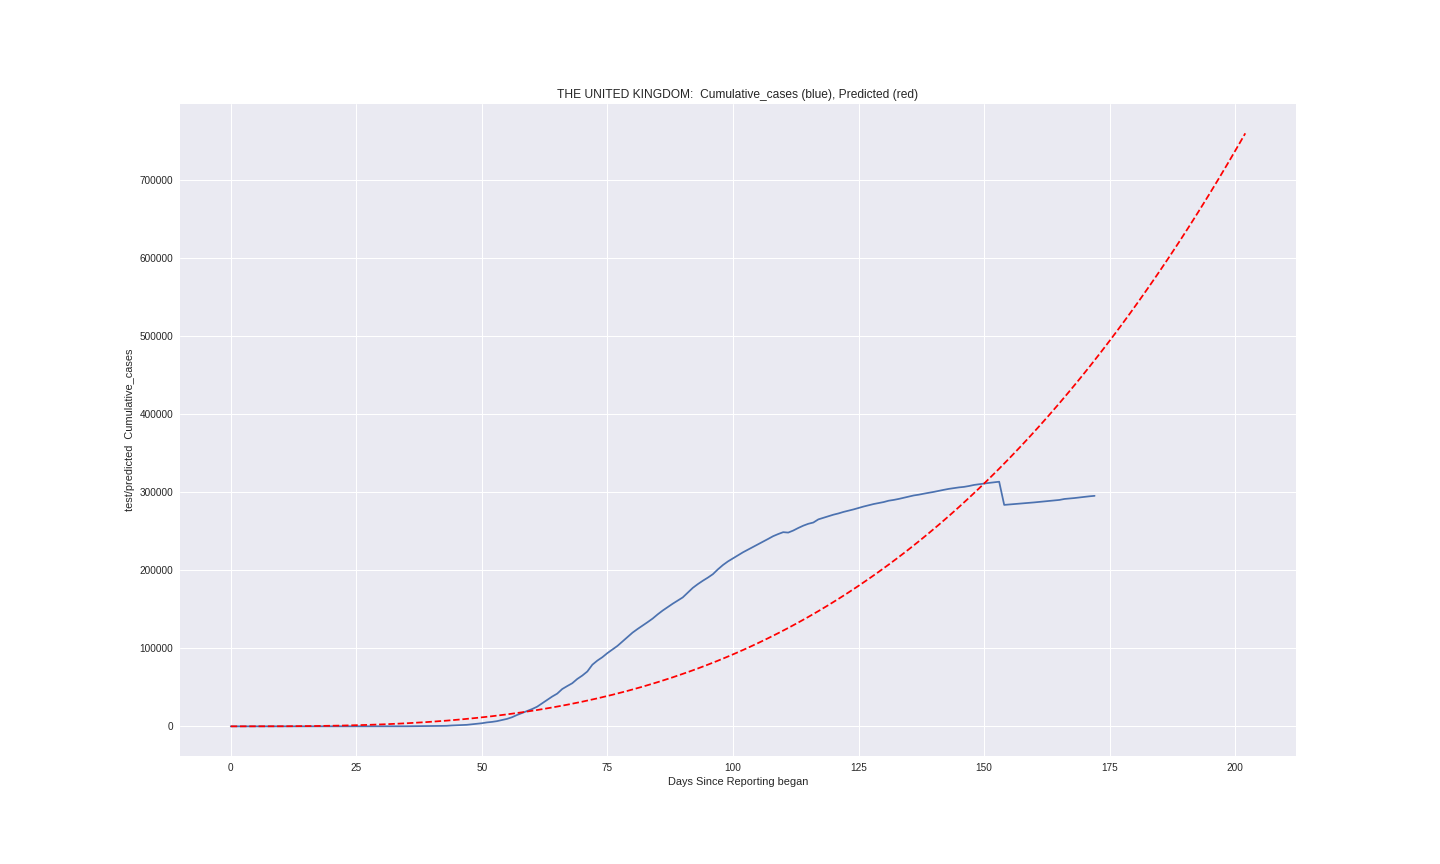 THE UNITED KINGDOM:  Cumulative_cases (blue), Predicted (red)
test/predicted  Cumulative_cases
700000
600000
500000
400000
300000
200000
100000
0
0 25 50 75 100 125 150 175 200
Days Since Reporting began